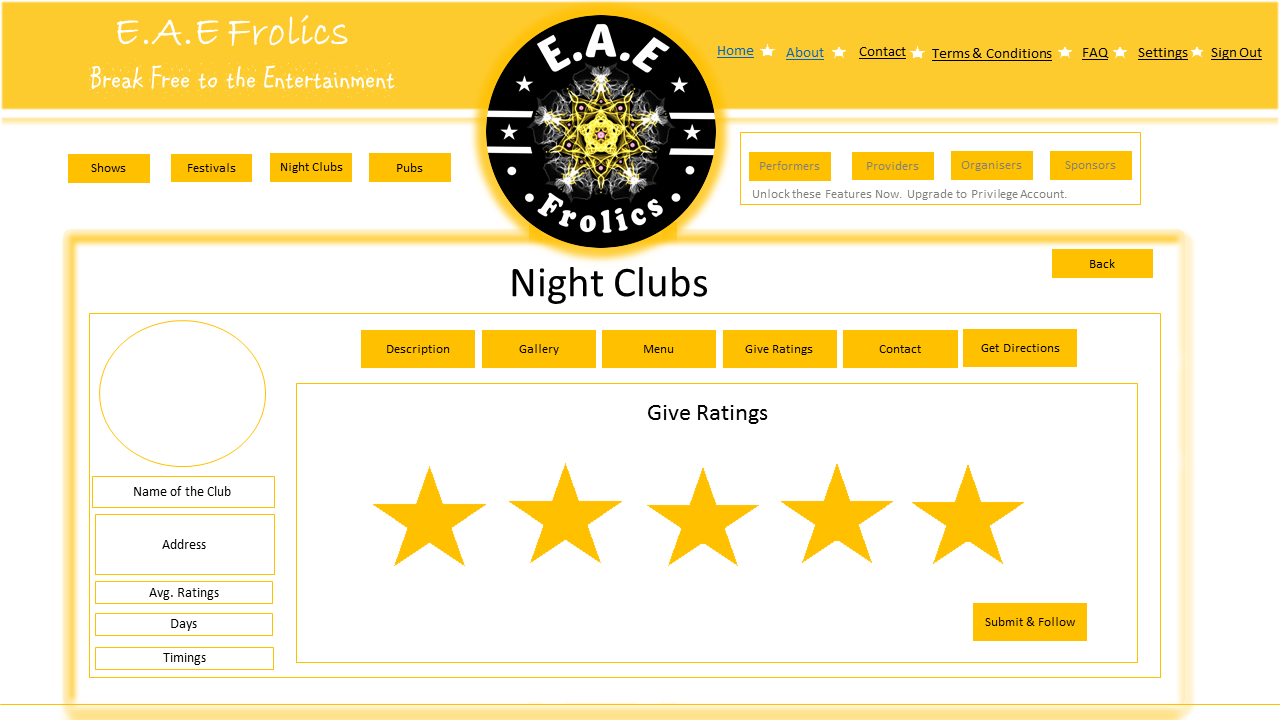 E.A.E Frolics
Break Free to the Entertainment
E.A.E
Frolics
Home About Contact Terms & Conditions FAQ Settings Sign Out
Shows Festivals Night Clubs Pubs
Performers Providers Organisers Sponsors
Unlock these Features Now. Upgrade to Privilege Account.
Back
Night Clubs
Description Gallery Menu Give Ratings Contact Get Directions
Give Ratings
Name of the Club
Address
Avg. Ratings
Days
Timings
Submit & Follow